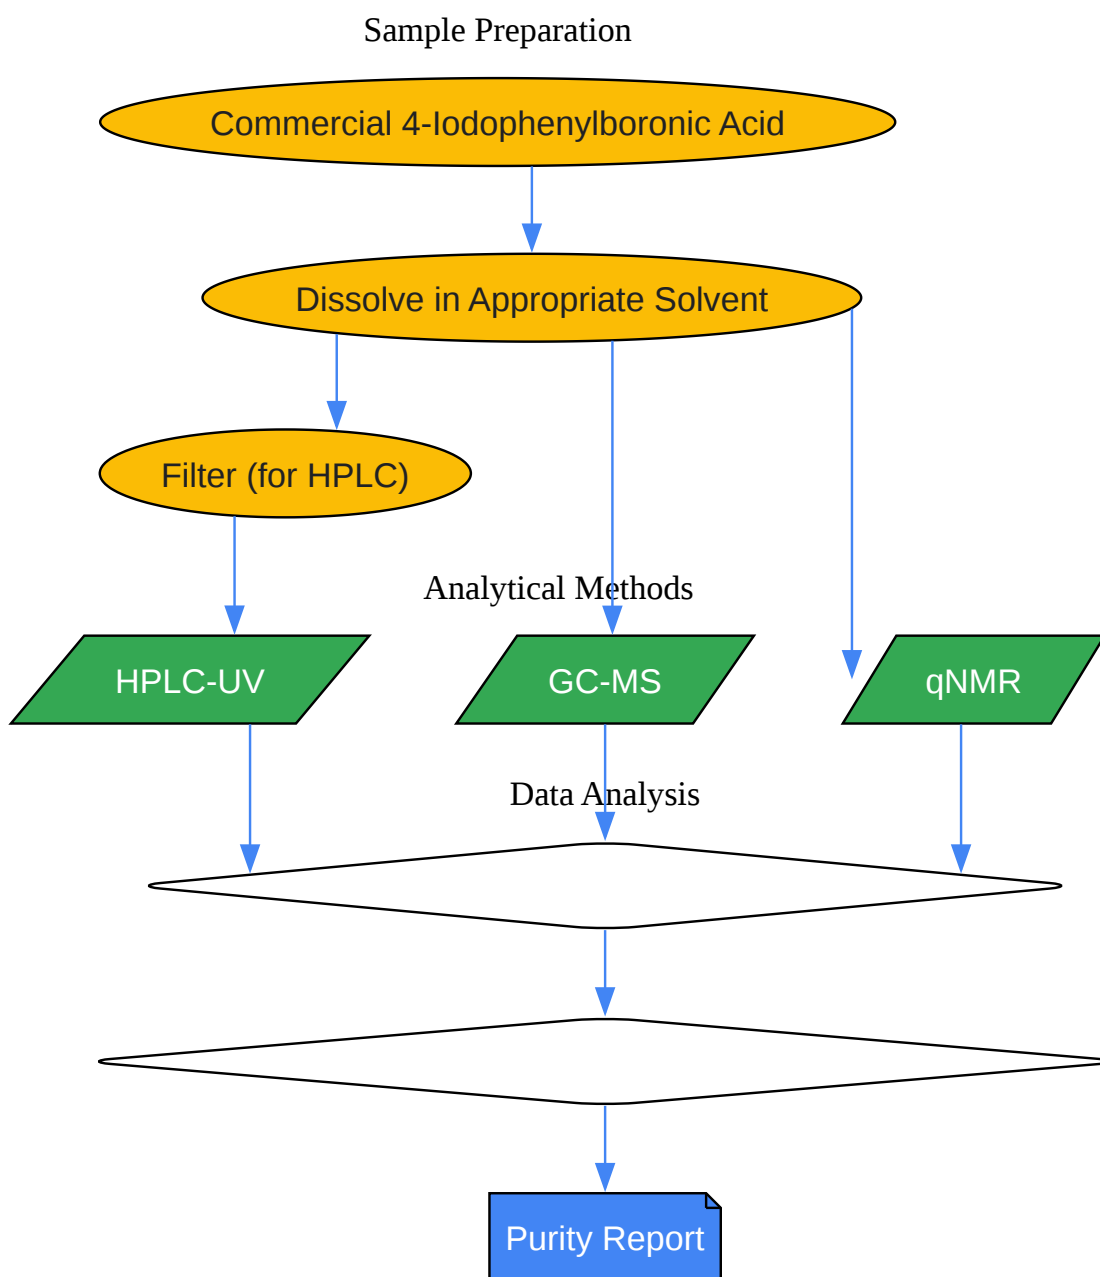 Sample Preparation
Commercial 4-Iodophenylboronic Acid
Dissolve in Appropriate Solvent
Filter (for HPLC)
Analytical Methods
HPLC-UV
GC-MS
qNMR
Data Analysis
Purity Report